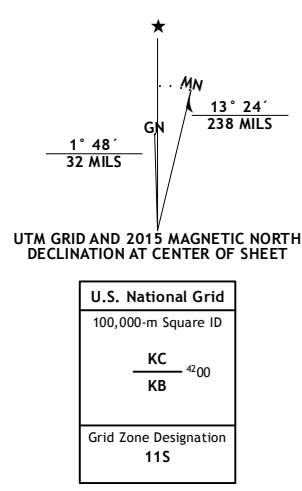 ★
MN
GN
13° 24´
238 MILS
1° 48´
32 MILS
UTM GRID AND 2015 MAGNETIC NORTH
DECLINATION AT CENTER OF SHEET
U.S. National Grid
100,000-m Square ID
KC
4200
KB
Grid Zone Designation
11S